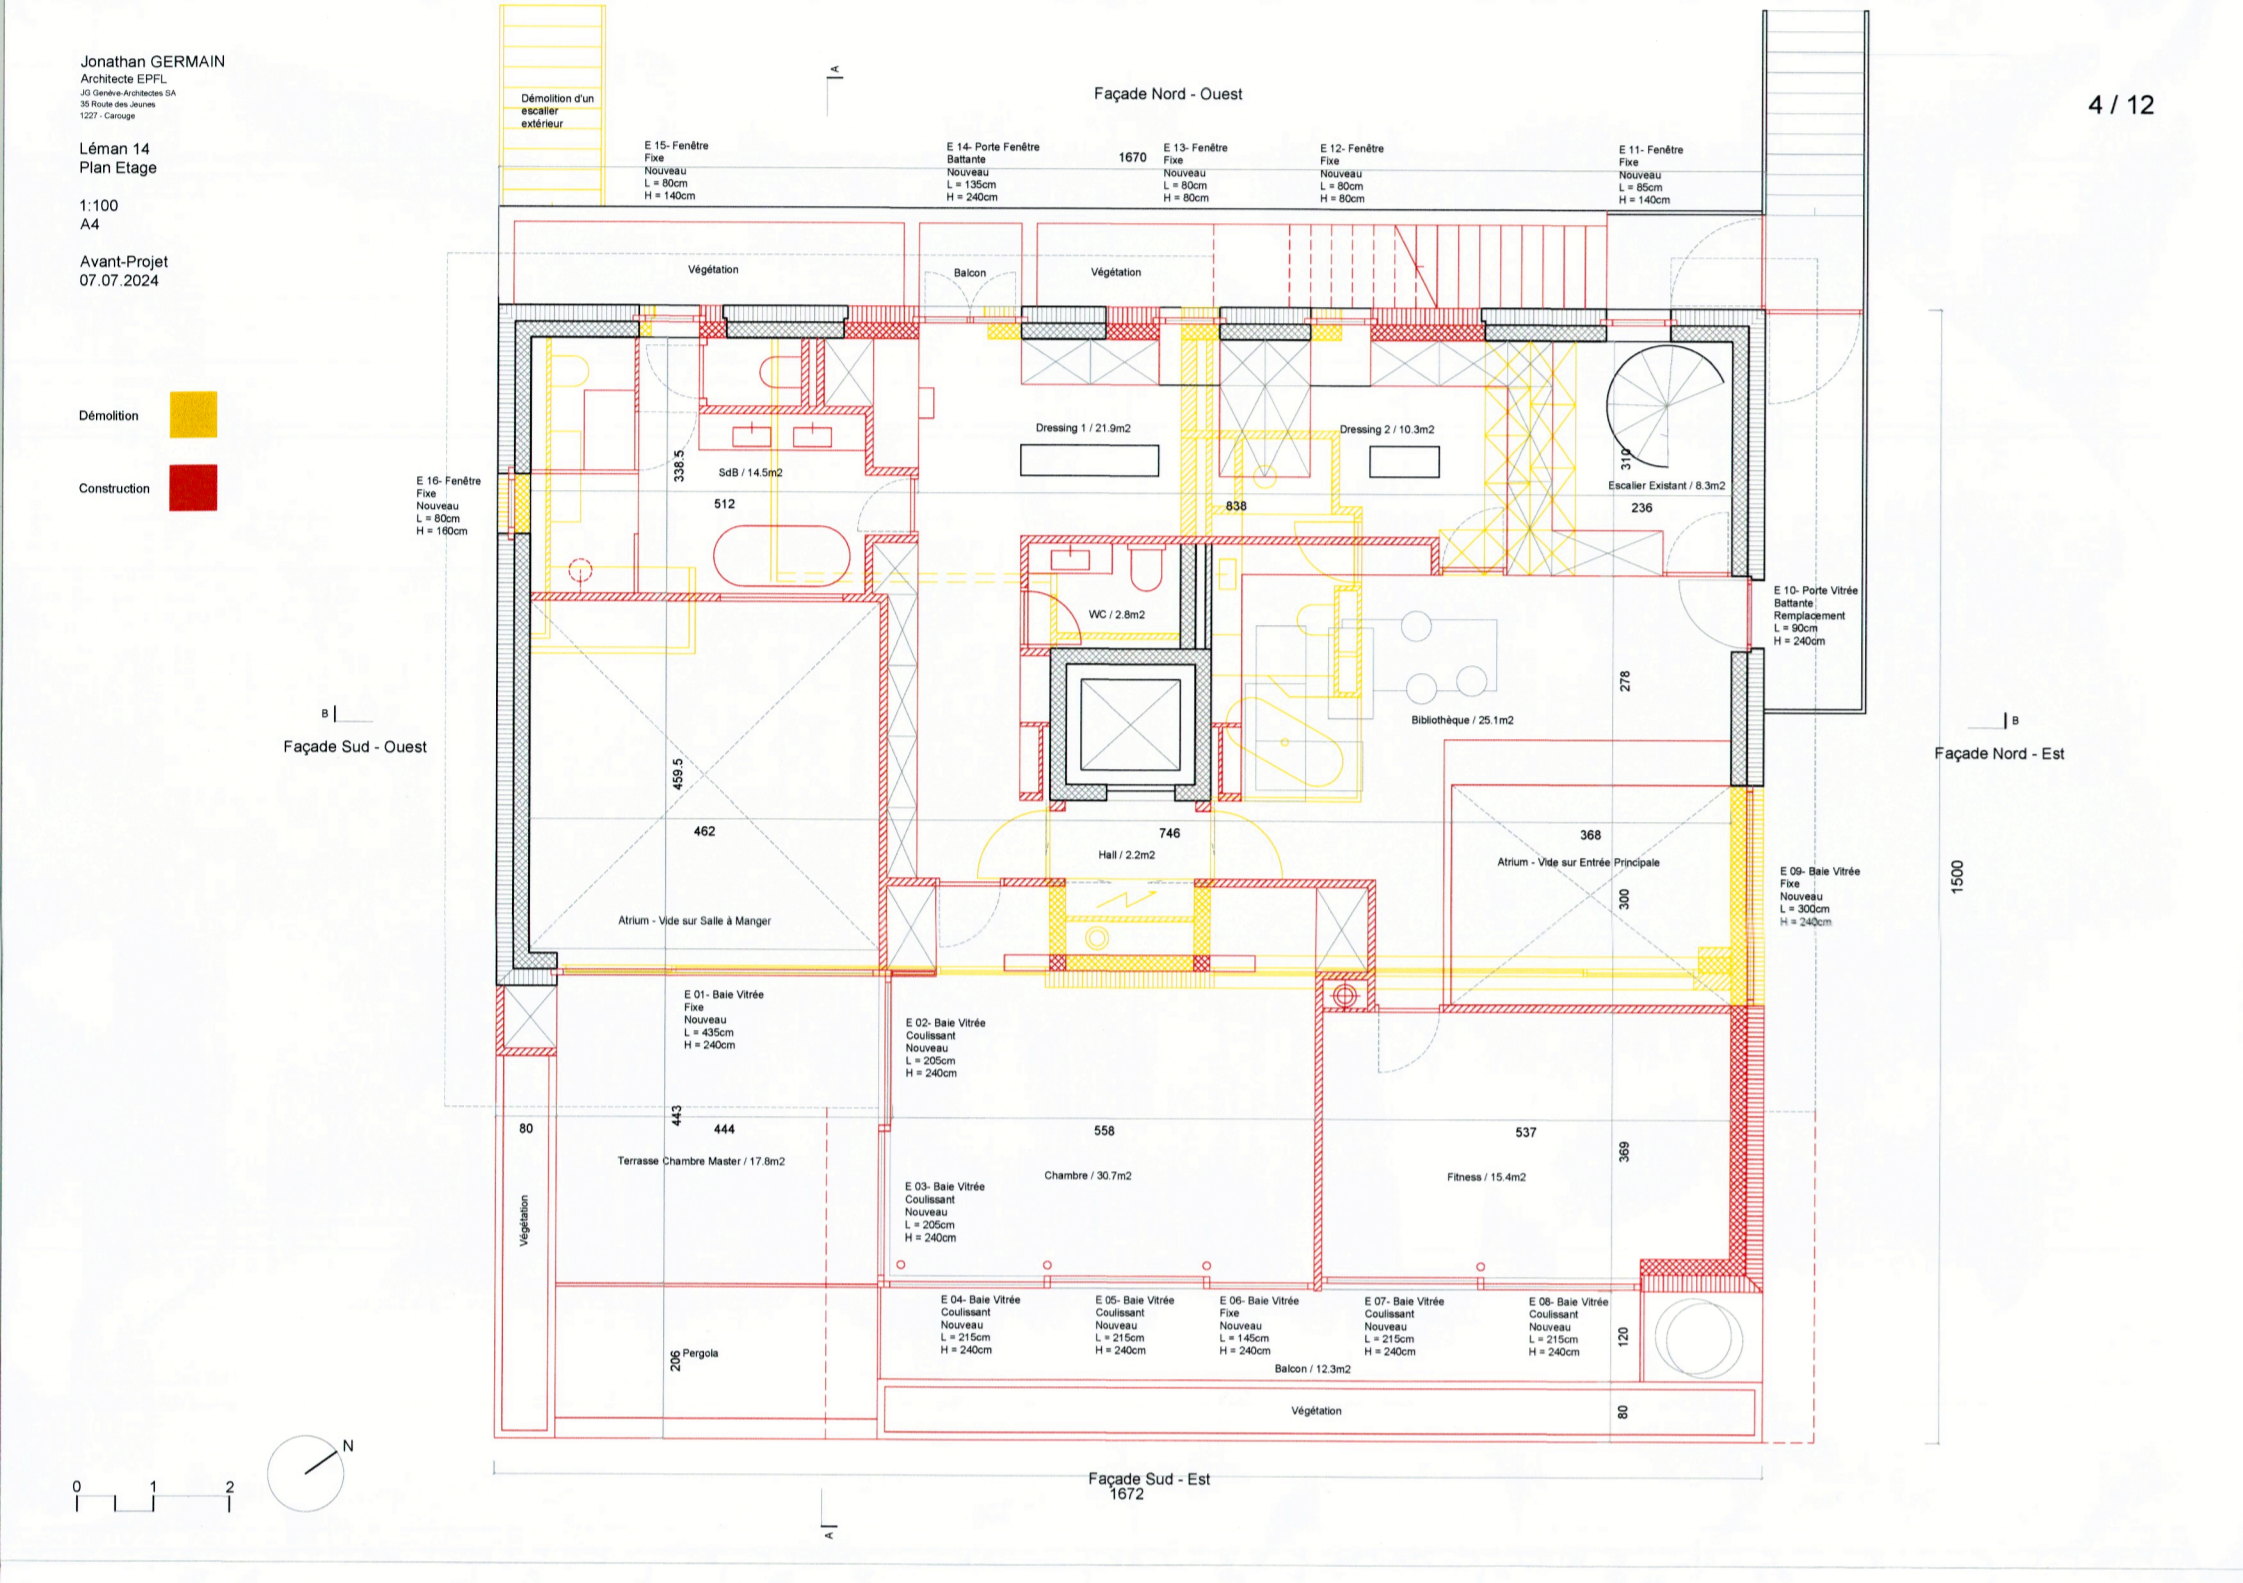 Jonathan GERMAIN
Architecte EPFL
JG Genève-Architectes SA
35 Route des Jeunes
1227 - Carouge
Léman 14
Plan Etage
1:100
A4
Avant-Projet
07.07.2024
4 / 12
Démolition
Construction
Façade Nord - Ouest
A
Démolition d'un
escalier
extérieur
E 15- Fenêtre
Fixe
Nouveau
L = 80cm
H = 140cm
E 14- Porte Fenêtre
Battante
Nouveau
L = 135cm
H = 240cm
1670
E 13- Fenêtre
Fixe
Nouveau
L = 80cm
H = 80cm
E 12- Fenêtre
Fixe
Nouveau
L = 80cm
H = 80cm
E 11- Fenêtre
Fixe
Nouveau
L = 85cm
H = 140cm
Végétation
Balcon
Végétation
Dressing 1 / 21.9m2
Dressing 2 / 10.3m2
338.5
SdB / 14.5m2
512
838
310
Escalier Existant / 8.3m2
236
E 16- Fenêtre
Fixe
Nouveau
L = 80cm
H = 160cm
WC / 2.8m2
E 10- Porte Vitrée
Battante
Remplacement
L = 90cm
H = 240cm
278
Bibliothèque / 25.1m2
B
Façade Sud - Ouest
B
Façade Nord - Est
459.5
462
746
Hall / 2.2m2
368
Atrium - Vide sur Entrée Principale
300
E 09- Baie Vitrée
Fixe
Nouveau
L = 300cm
H = 240cm
1500
Atrium - Vide sur Salle à Manger
E 01- Baie Vitrée
Fixe
Nouveau
L = 435cm
H = 240cm
E 02- Baie Vitrée
Coulissant
Nouveau
L = 205cm
H = 240cm
80
443
444
558
537
369
Terrasse Chambre Master / 17.8m2
Chambre / 30.7m2
Fitness / 15.4m2
Végétation
E 03- Baie Vitrée
Coulissant
Nouveau
L = 205cm
H = 240cm
E 04- Baie Vitrée
Coulissant
Nouveau
L = 215cm
H = 240cm
E 05- Baie Vitrée
Coulissant
Nouveau
L = 215cm
H = 240cm
E 06- Baie Vitrée
Fixe
Nouveau
L = 145cm
H = 240cm
E 07- Baie Vitrée
Coulissant
Nouveau
L = 215cm
H = 240cm
E 08- Baie Vitrée
Coulissant
Nouveau
L = 215cm
H = 240cm
120
206
Pergola
Balcon / 12.3m2
Végétation
80
N
0 1 2
Façade Sud - Est
1672
A